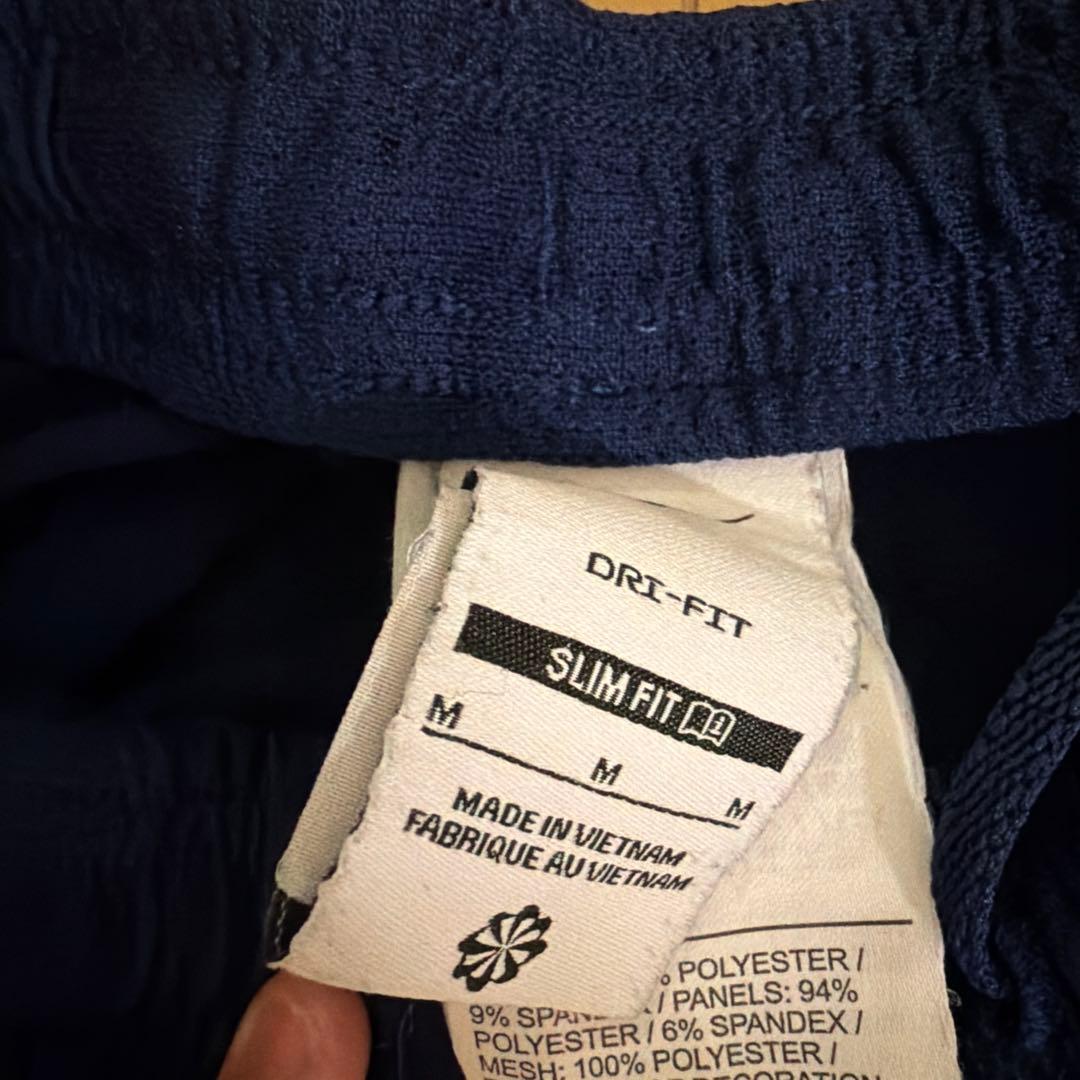 DRI-FIT
SLIM FIT
M
M
M
MADE IN VIETNAM
FABRIQUE AU VIETNAM
% POLYESTER /
9% / PANELS: 94%
POLYESTER / 6% SPANDEX /
MESH: 100% POLYESTER /